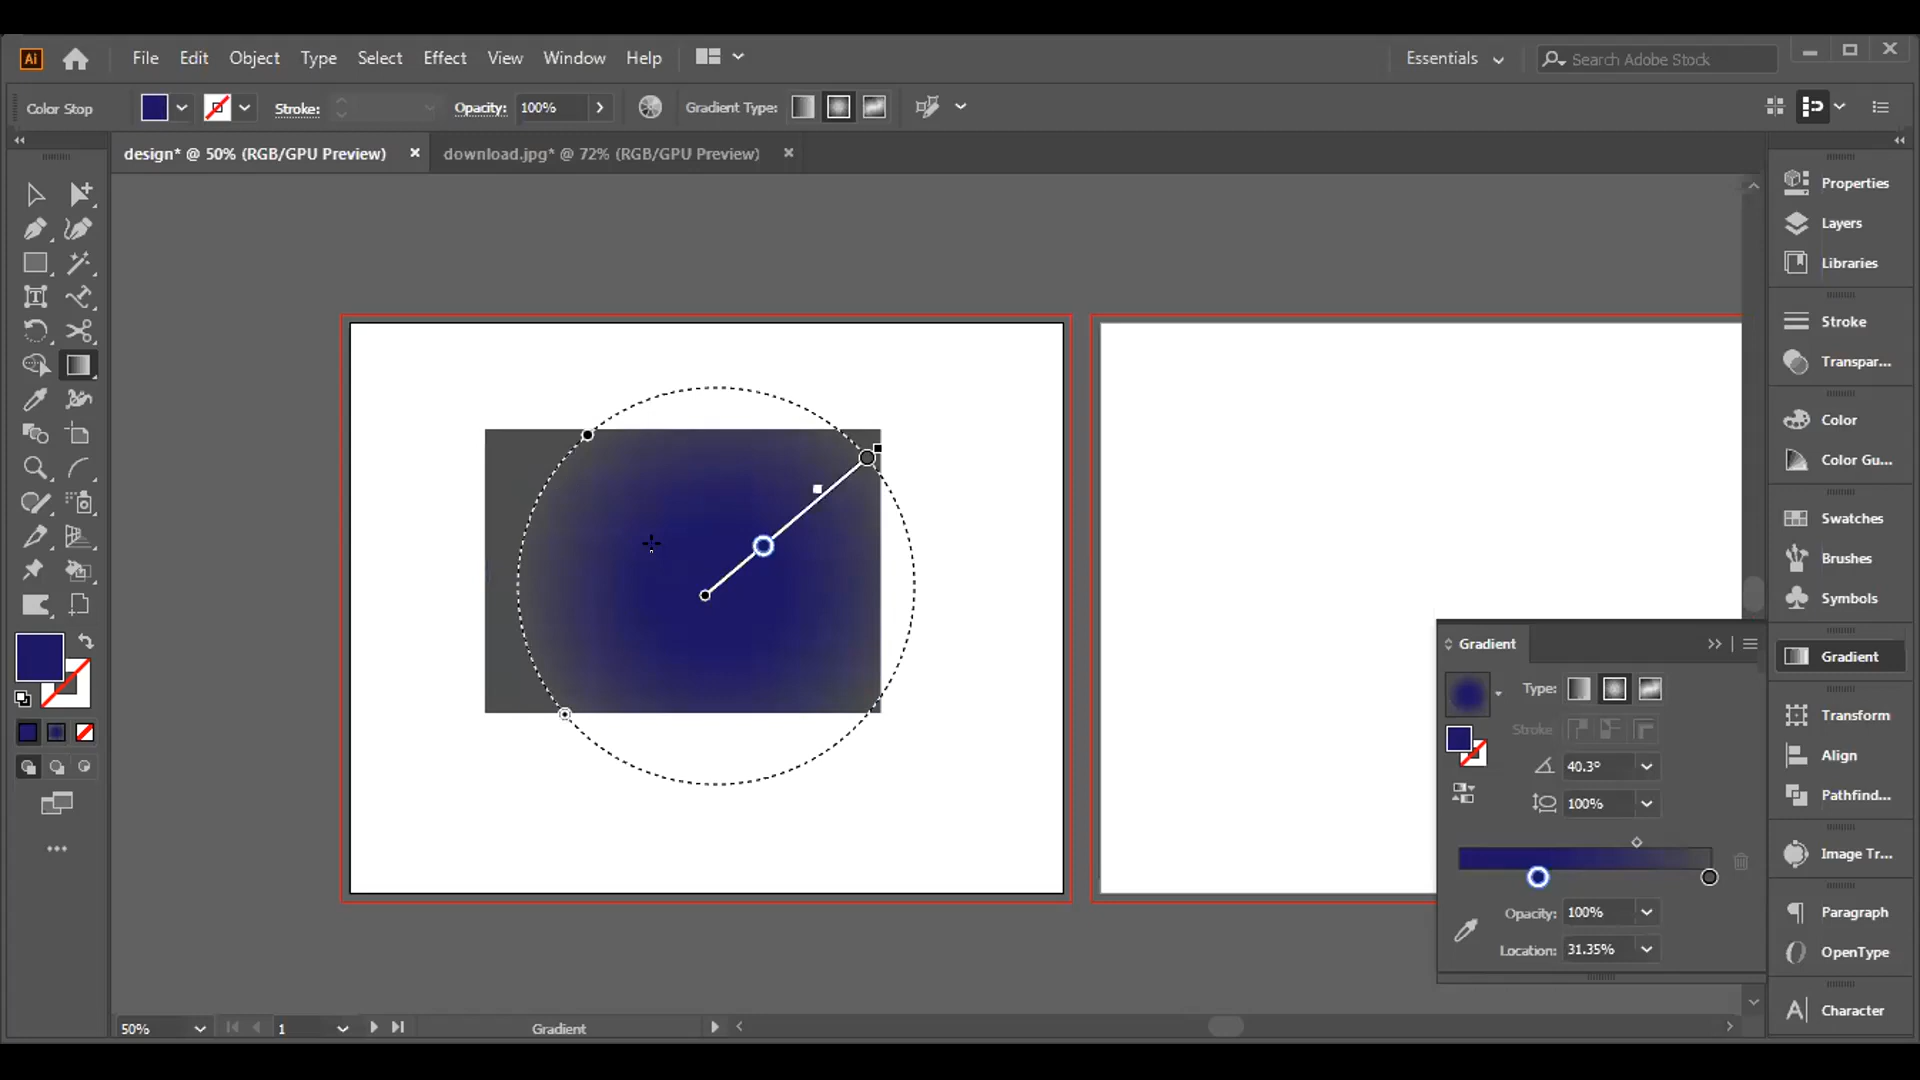 Ai File Edit Object Type Select Effect View Window Help Essentials Search Adobe Stock
Color Stop Stroke: Opacity: 100% Gradient Type:
design* @ 50% (RGB/GPU Preview) download.jpg* @ 72% (RGB/GPU Preview)
Properties
Layers
Libraries
Stroke
Transpar...
Color
Color Gu...
Swatches
Brushes
Symbols
Gradient
Transform
Align
Pathfind...
Image Tr...
Paragraph
OpenType
Character
Gradient
Type:
Stroke
40.3°
100%
Opacity: 100%
Location: 31.35%
50% 1 Gradient